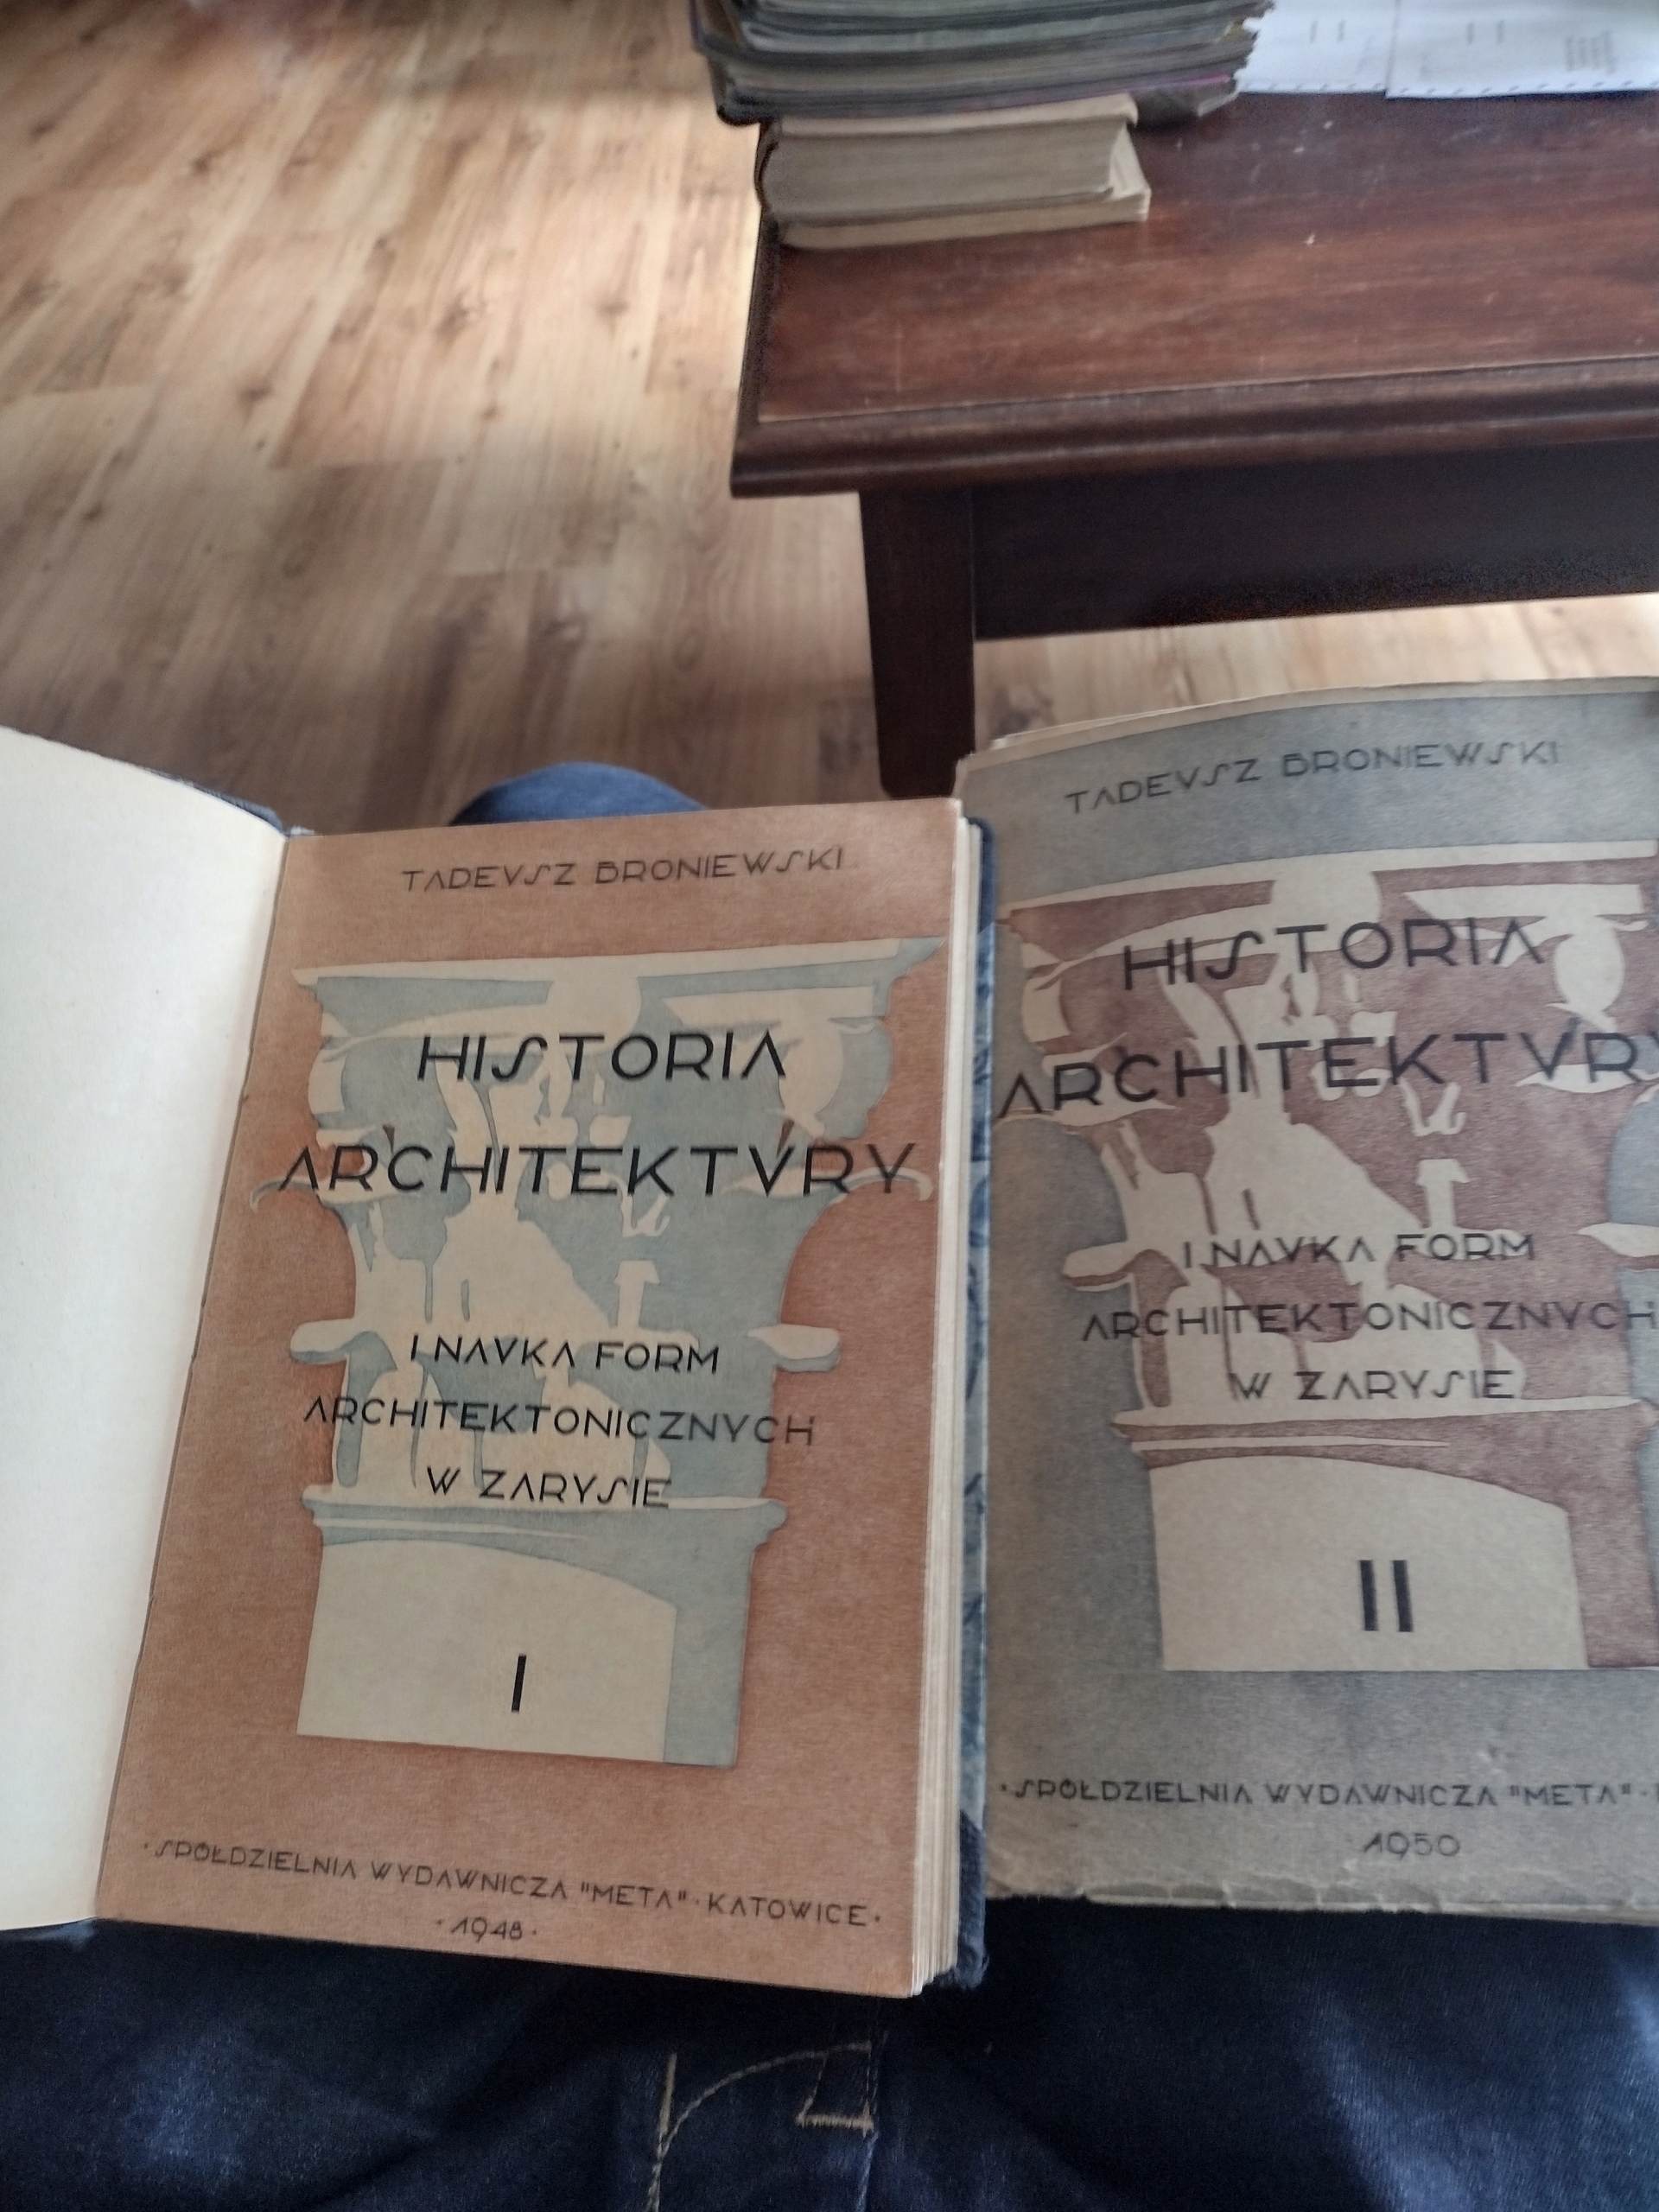 TADEVSZ BRONIEWSKI
HISTORIA
ARCHITEKTVRY
I NAVKA FORM
ARCHITEKTONICZNYCH
W ZARYSIE
I
·SPÓŁDZIELNIA WYDAWNICZA "META"·KATOWICE·
·1948·
TADEVSZ BRONIEWSKI
HISTORIA
ARCHITEKTVRY
I NAVKA FORM
ARCHITEKTONICZNYCH
W ZARYSIE
II
·SPÓŁDZIELNIA WYDAWNICZA "META"·
1950